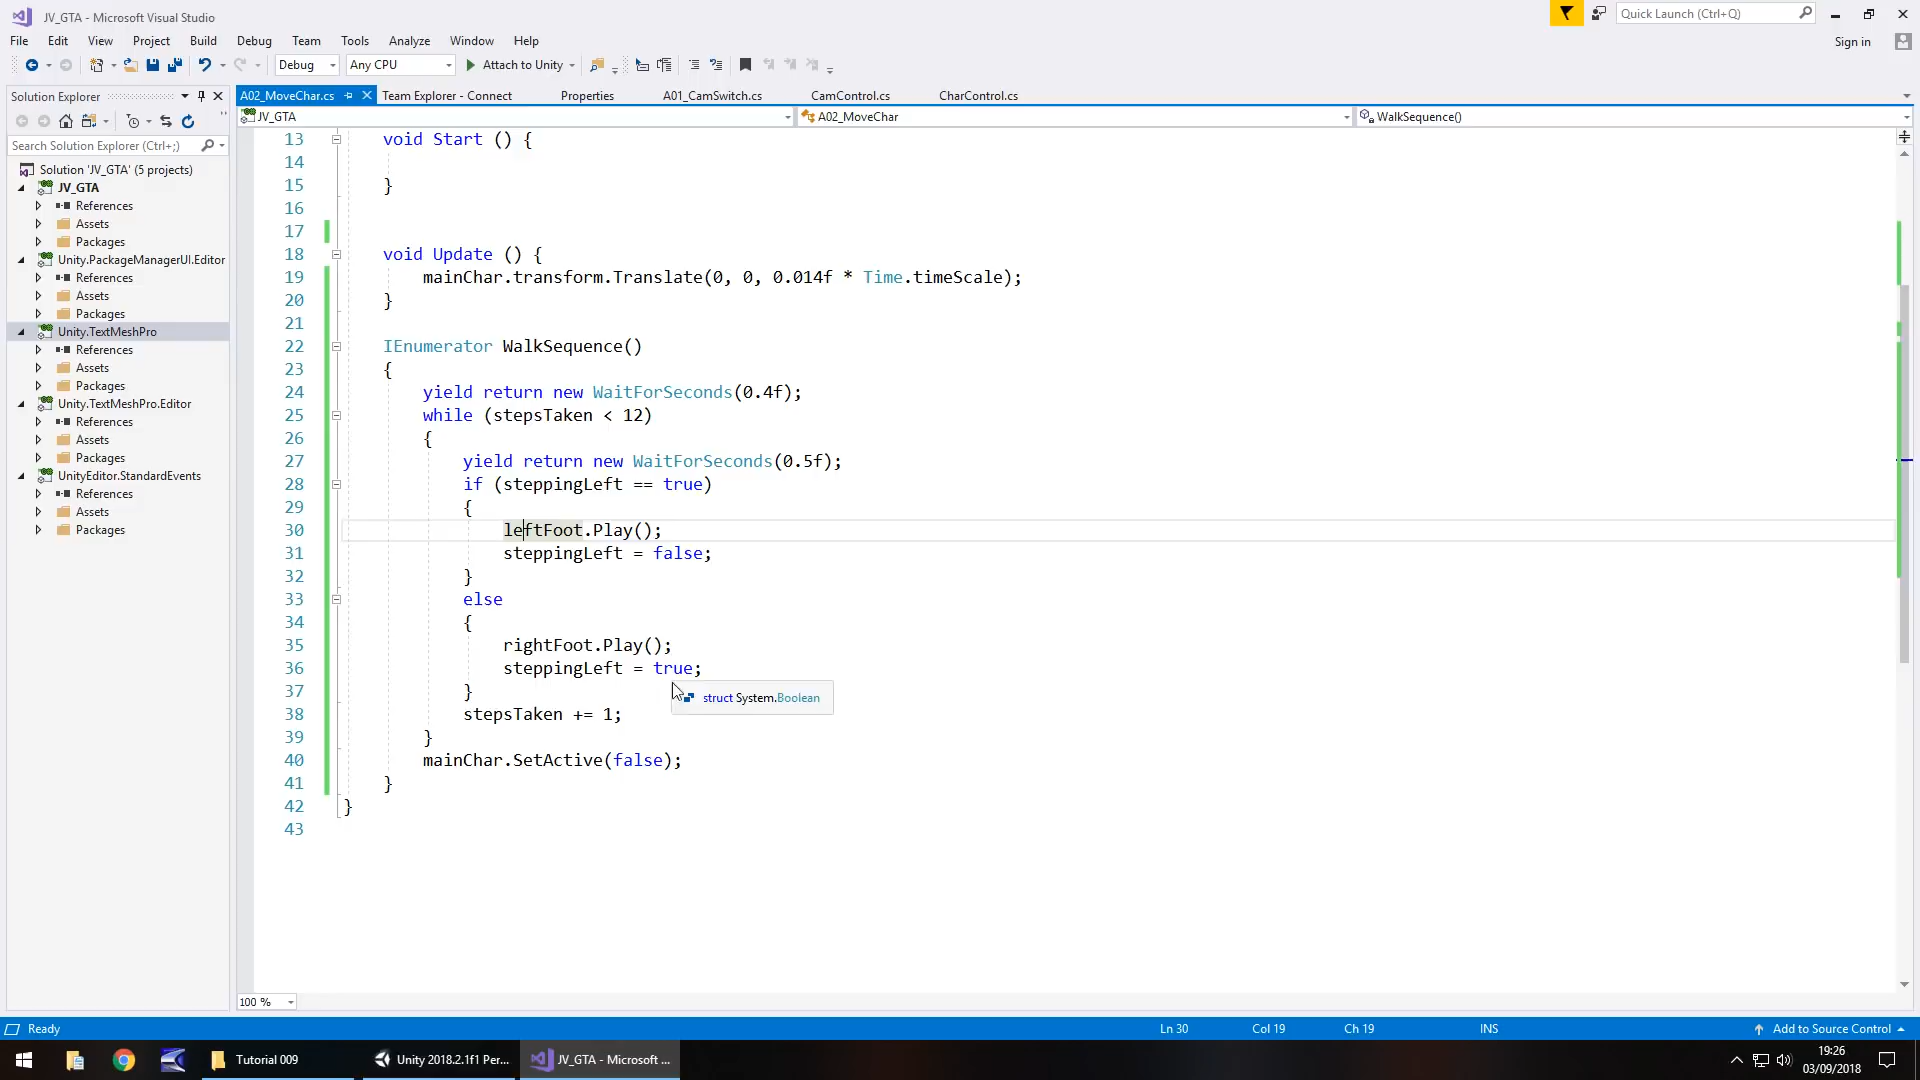 JV_GTA - Microsoft Visual Studio
Quick Launch (Ctrl+Q)
File Edit View Project Build Debug Team Tools Analyze Window Help
Sign in
Debug Any CPU Attach to Unity
Solution Explorer
A02_MoveChar.cs Team Explorer - Connect Properties A01_CamSwitch.cs CamControl.cs CharControl.cs
JV_GTA A02_MoveChar WalkSequence()
Search Solution Explorer (Ctrl+;)
Solution 'JV_GTA' (5 projects)
JV_GTA
References
Assets
Packages
Unity.PackageManagerUI.Editor
References
Assets
Packages
Unity.TextMeshPro
References
Assets
Packages
Unity.TextMeshPro.Editor
References
Assets
Packages
UnityEditor.StandardEvents
References
Assets
Packages
13 void Start () {
14
15 }
16
17
18 void Update () {
19 mainChar.transform.Translate(0, 0, 0.014f * Time.timeScale);
20 }
21
22 IEnumerator WalkSequence()
23 {
24 yield return new WaitForSeconds(0.4f);
25 while (stepsTaken < 12)
26 {
27 yield return new WaitForSeconds(0.5f);
28 if (steppingLeft == true)
29 {
30 leftFoot.Play();
31 steppingLeft = false;
32 }
33 else
34 {
35 rightFoot.Play();
36 steppingLeft = true;
37 }
struct System.Boolean
38 stepsTaken += 1;
39 }
40 mainChar.SetActive(false);
41 }
42 }
43
100 %
Ready Ln 30 Col 19 Ch 19 INS Add to Source Control
Tutorial 009 Unity 2018.2.1f1 Per... JV_GTA - Microsoft ...
19:26
03/09/2018